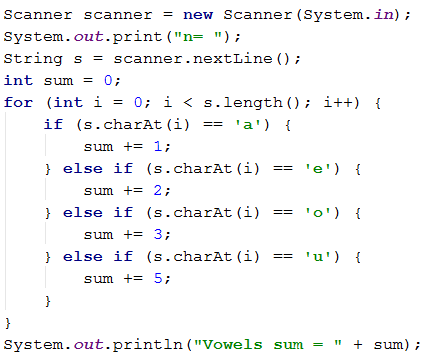 Scanner scanner = new Scanner(System.in);
System.out.print("n= ");
String s = scanner.nextLine();
int sum = 0;
for (int i = 0; i < s.length(); i++) {
    if (s.charAt(i) == 'a') {
        sum += 1;
    } else if (s.charAt(i) == 'e') {
        sum += 2;
    } else if (s.charAt(i) == 'o') {
        sum += 3;
    } else if (s.charAt(i) == 'u') {
        sum += 5;
    }
}
System.out.println("Vowels sum = " + sum);